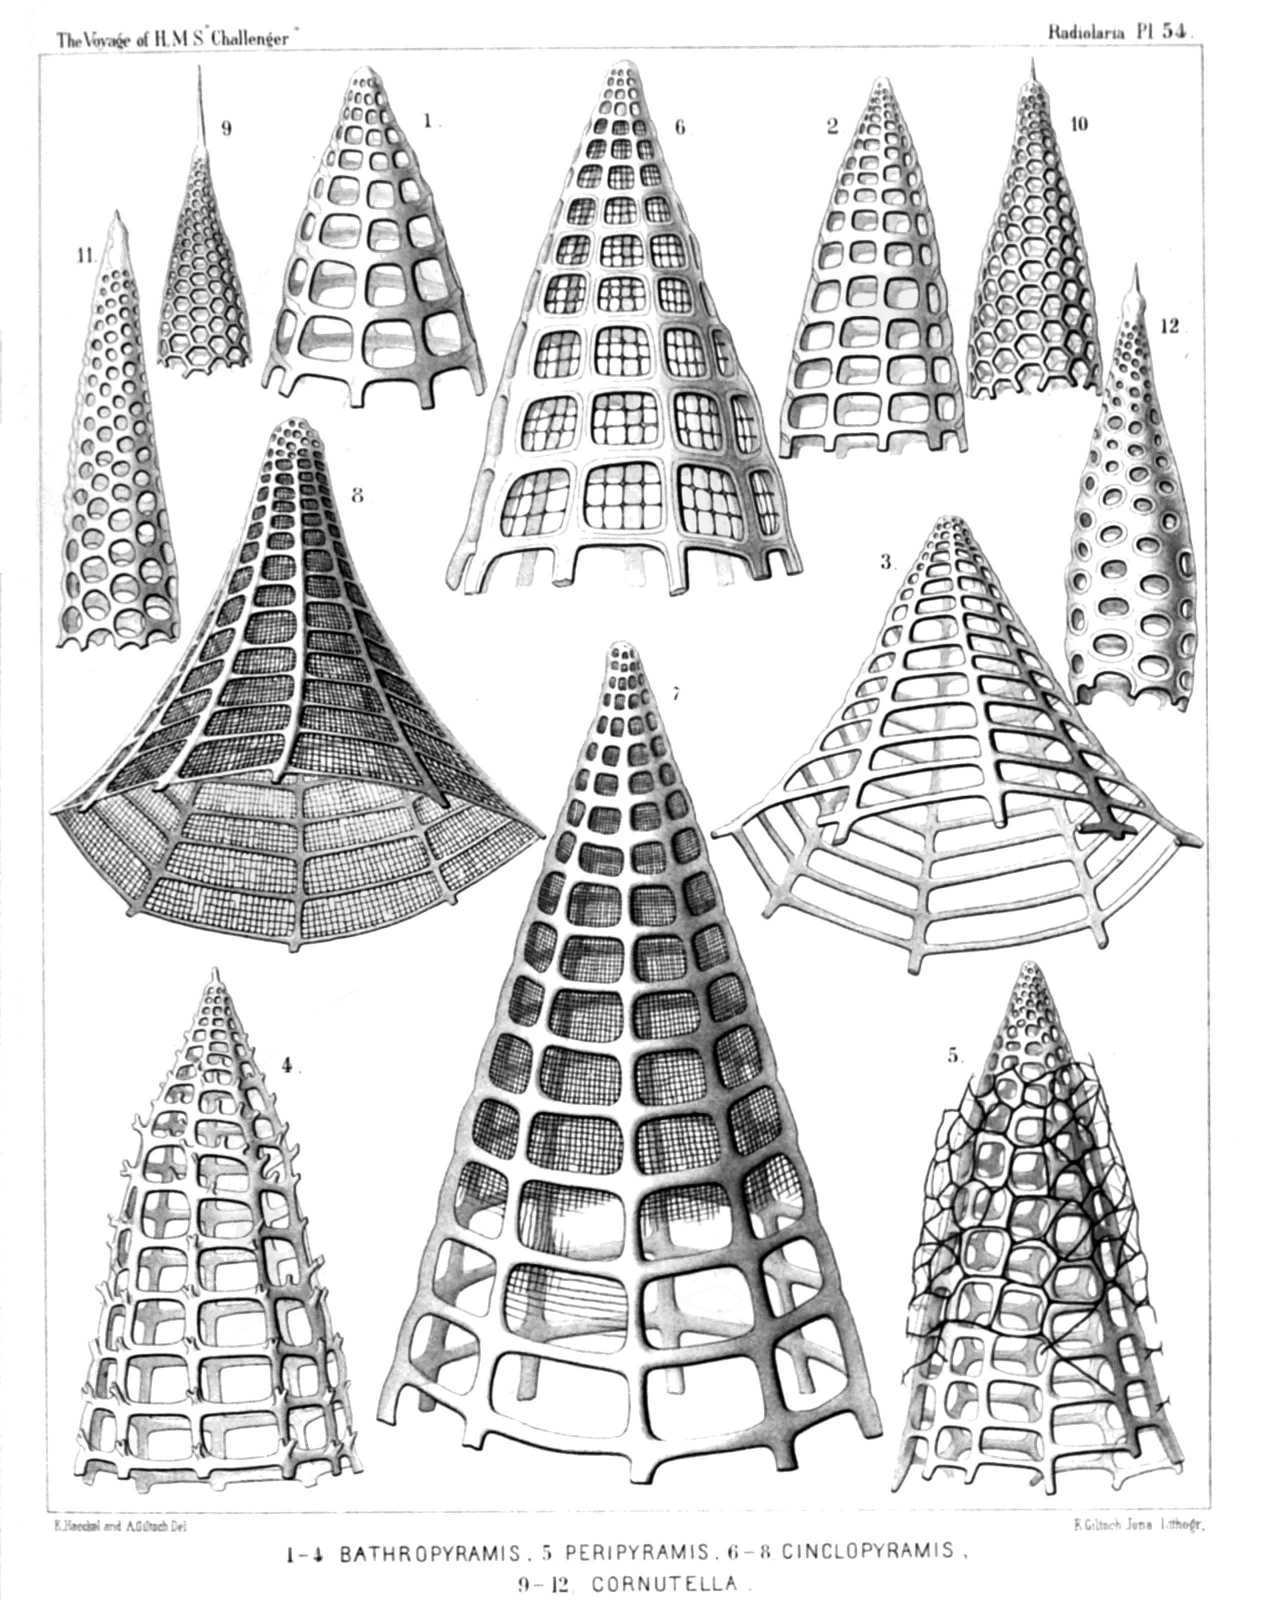 The Voyage of H.M.S "Challenger"
Radiolaria Pl 54.
9
1.
6
2
10
11.
12
8
3.
7
4.
5.
E.Haeckel and A.Giltsch Del
E.Giltsch Jena Lithogr.
1-4 BATHROPYRAMIS. 5 PERIPYRAMIS. 6-8 CINCLOPYRAMIS,
9-12. CORNUTELLA.